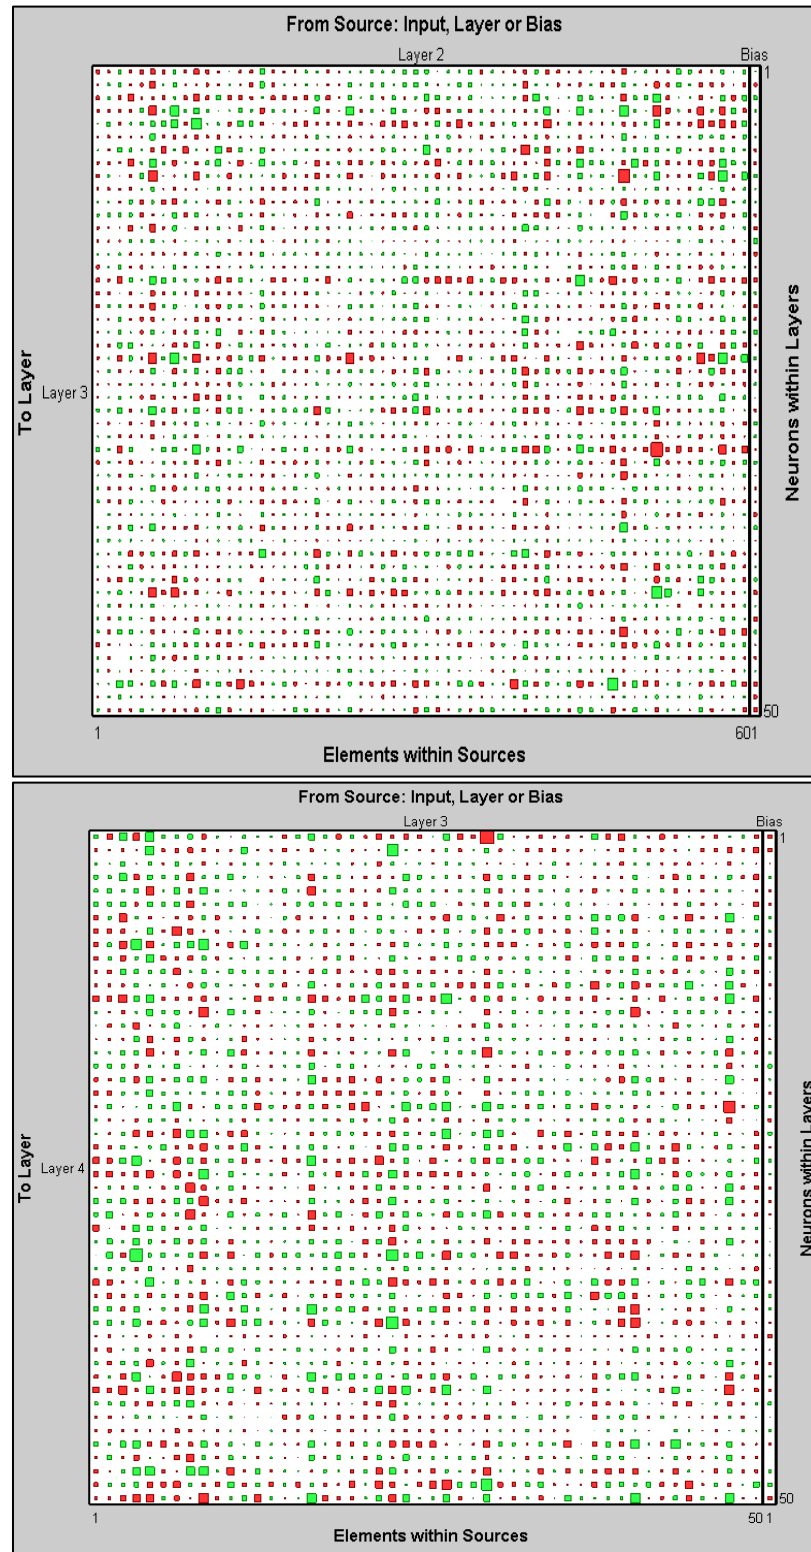 From Source: Input, Layer or Bias
Layer 2 Bias
1
To Layer
Layer 3
Neurons within Layers
50
1 601
Elements within Sources
From Source: Input, Layer or Bias
Layer 3 Bias
1
To Layer
Layer 4
Neurons within Layers
50
1 50 1
Elements within Sources